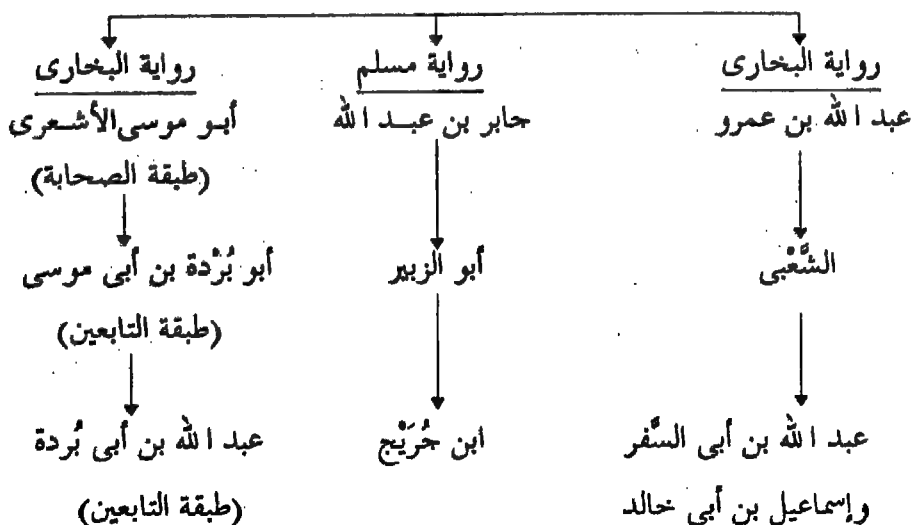 رواية البخارى
عبد الله بن عمرو
الشَّعْبى
عبد الله بن أبى السَّفر
وإسماعيل بن أبي خالد
رواية مسلم
حابر بن عبد الله
أبو الزبير
ابن جُرَيْج
رواية البخارى
أبو موسى الأشعرى
(طبقة الصحابة)
أبو بُرْدة بن أبى موسى
(طبقة التابعين)
عبد الله بن أبى بُردة
(طبقة التابعين)